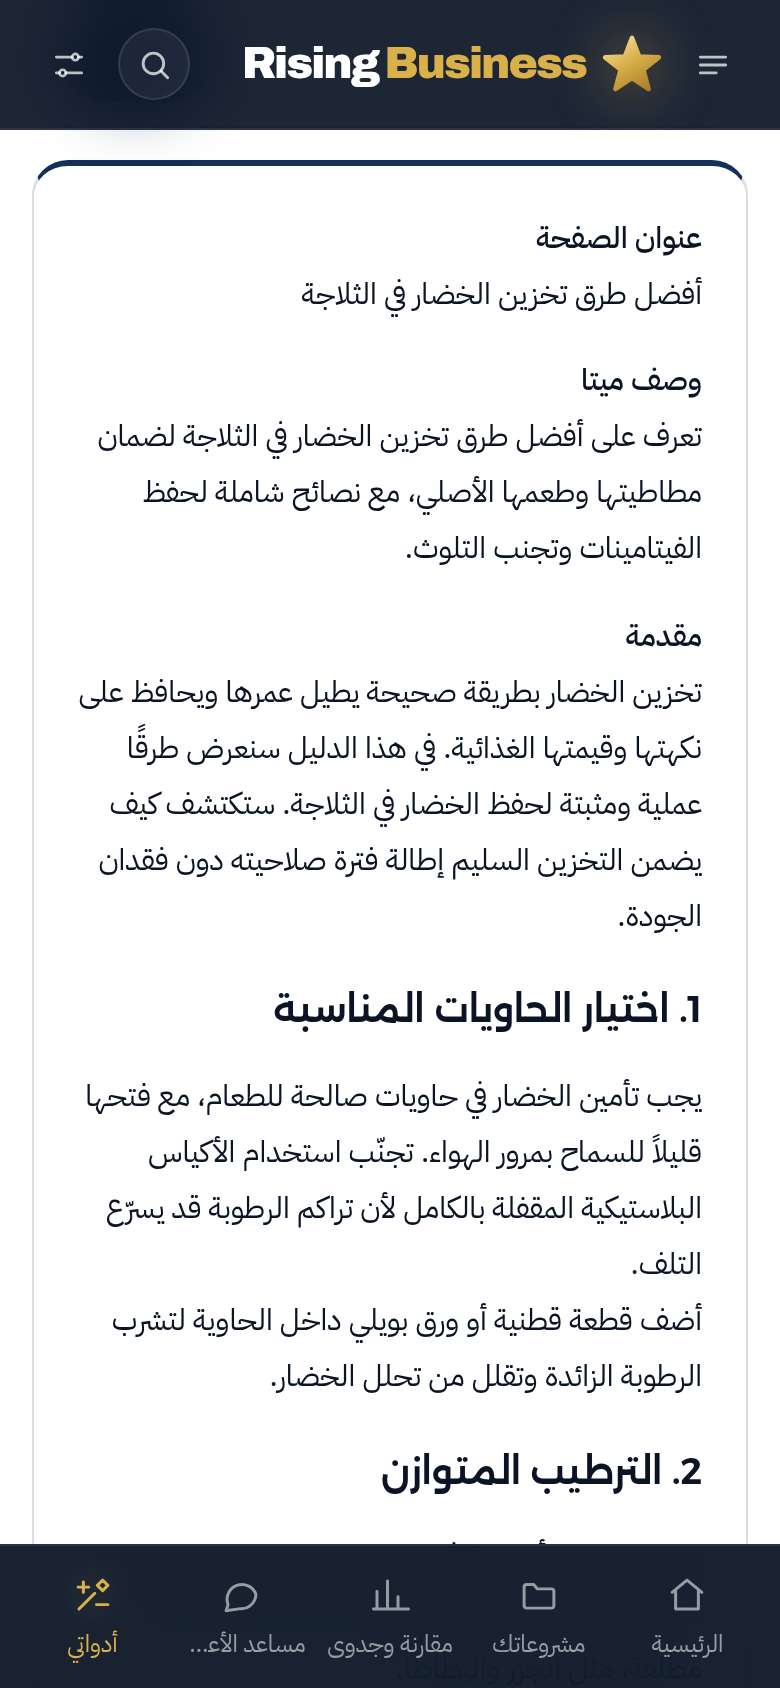 Rising Business
عنوان الصفحة
أفضل طرق تخزين الخضار في الثلاجة
وصف ميتا
تعرف على أفضل طرق تخزين الخضار في الثلاجة لضمان
مطاطيتها وطعمها الأصلي، مع نصائح شاملة لحفظ
الفيتامينات وتجنب التلوث.
مقدمة
تخزين الخضار بطريقة صحيحة يطيل عمرها ويحافظ على
نكهتها وقيمتها الغذائية. في هذا الدليل سنعرض طرقًا
عملية ومثبتة لحفظ الخضار في الثلاجة. ستكتشف كيف
يضمن التخزين السليم إطالة فترة صلاحيته دون فقدان
الجودة.
1. اختيار الحاويات المناسبة
يجب تأمين الخضار في حاويات صالحة للطعام، مع فتحها
قليلاً للسماح بمرور الهواء. تجنّب استخدام الأكياس
البلاستيكية المقفلة بالكامل لأن تراكم الرطوبة قد يسرّع
التلف.
أضف قطعة قطنية أو ورق بويلي داخل الحاوية لتشرب
الرطوبة الزائدة وتقلل من تحلل الخضار.
2. الترطيب المتوازن
الرئيسية
مشروعاتك
مقارنة وجدوى
مساعد الأعـ...
أدواتي